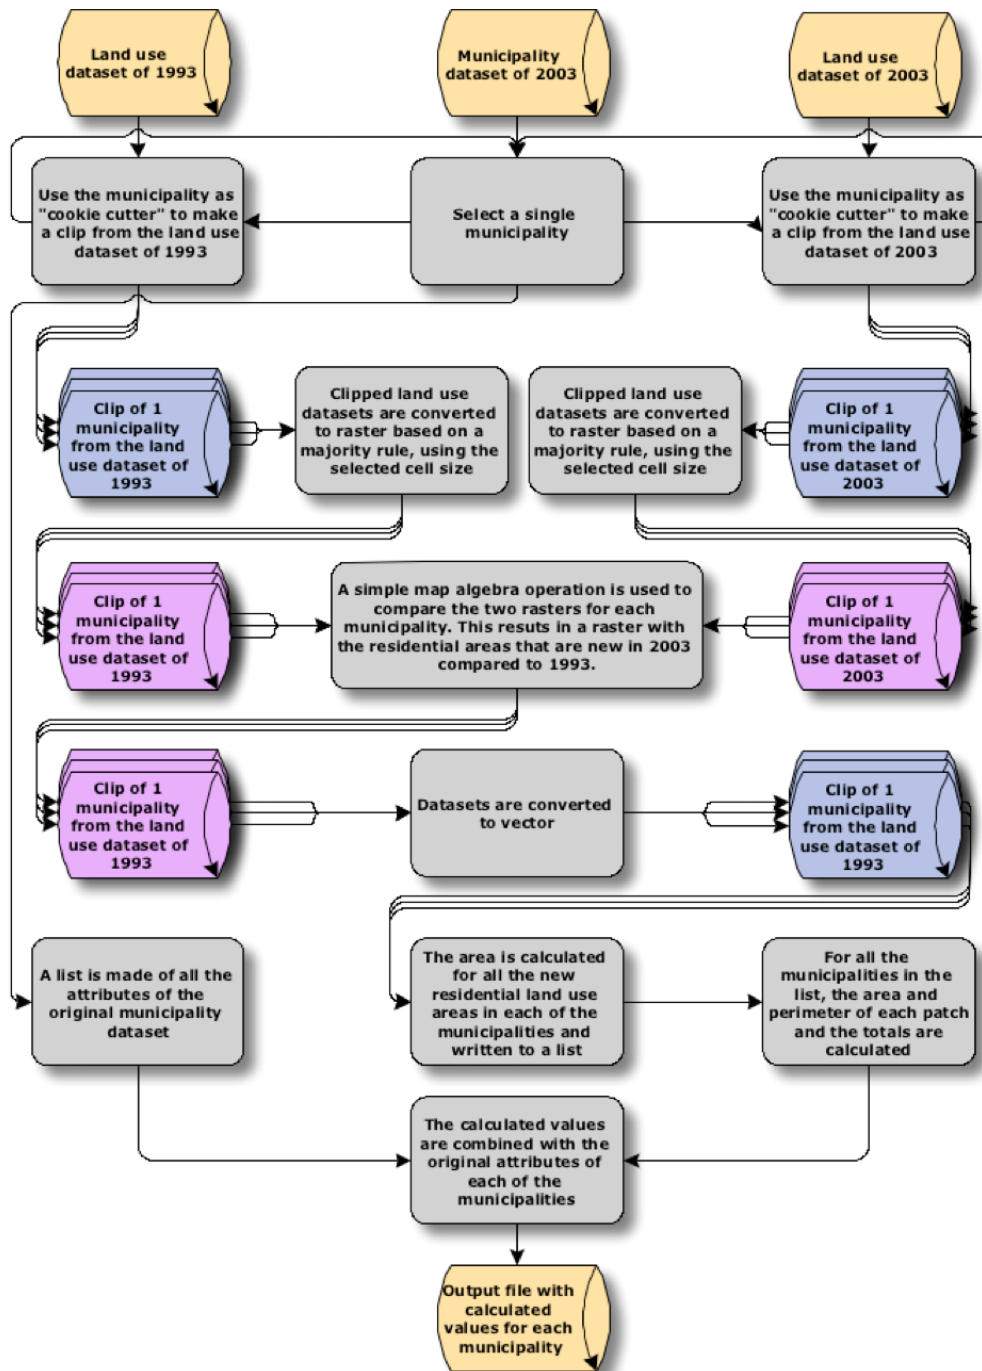 Land use
dataset of 1993
Municipality
dataset of 2003
Land use
dataset of 2003
Use the municipality as
"cookie cutter" to make
a clip from the land use
dataset of 1993
Select a single
municipality
Use the municipality as
"cookie cutter" to make
a clip from the land use
dataset of 2003
Clip of 1
municipality
from the land
use dataset of
1993
Clipped land use
datasets are converted
to raster based on a
majority rule, using the
selected cell size
Clipped land use
datasets are converted
to raster based on a
majority rule, using the
selected cell size
Clip of 1
municipality
from the land
use dataset of
2003
Clip of 1
municipality
from the land
use dataset of
1993
A simple map algebra operation is used to
compare the two rasters for each
municipality. This resuts in a raster with
the residential areas that are new in 2003
compared to 1993.
Clip of 1
municipality
from the land
use dataset of
2003
Clip of 1
municipality
from the land
use dataset of
1993
Datasets are converted
to vector
Clip of 1
municipality
from the land
use dataset of
1993
A list is made of all the
attributes of the
original municipality
dataset
The area is calculated
for all the new
residential land use
areas in each of the
municipalities and
written to a list
For all the
municipalities in the
list, the area and
perimeter of each patch
and the totals are
calculated
The calculated values
are combined with the
original attributes of
each of the
municipalities
Output file with
calculated
values for each
municipality